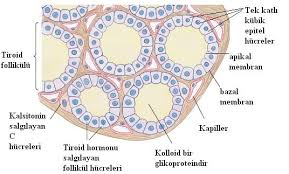 Tek katlı
kübik
epitel
hücreler
Tiroid
follikülü
apikal
membran
bazal
membran
Kalsitonin
salgılayan
C
hücreleri
Kapiller
Tiroid hormonu
salgılayan
follikül hücreleri
Kolloid bir
glikoproteindir